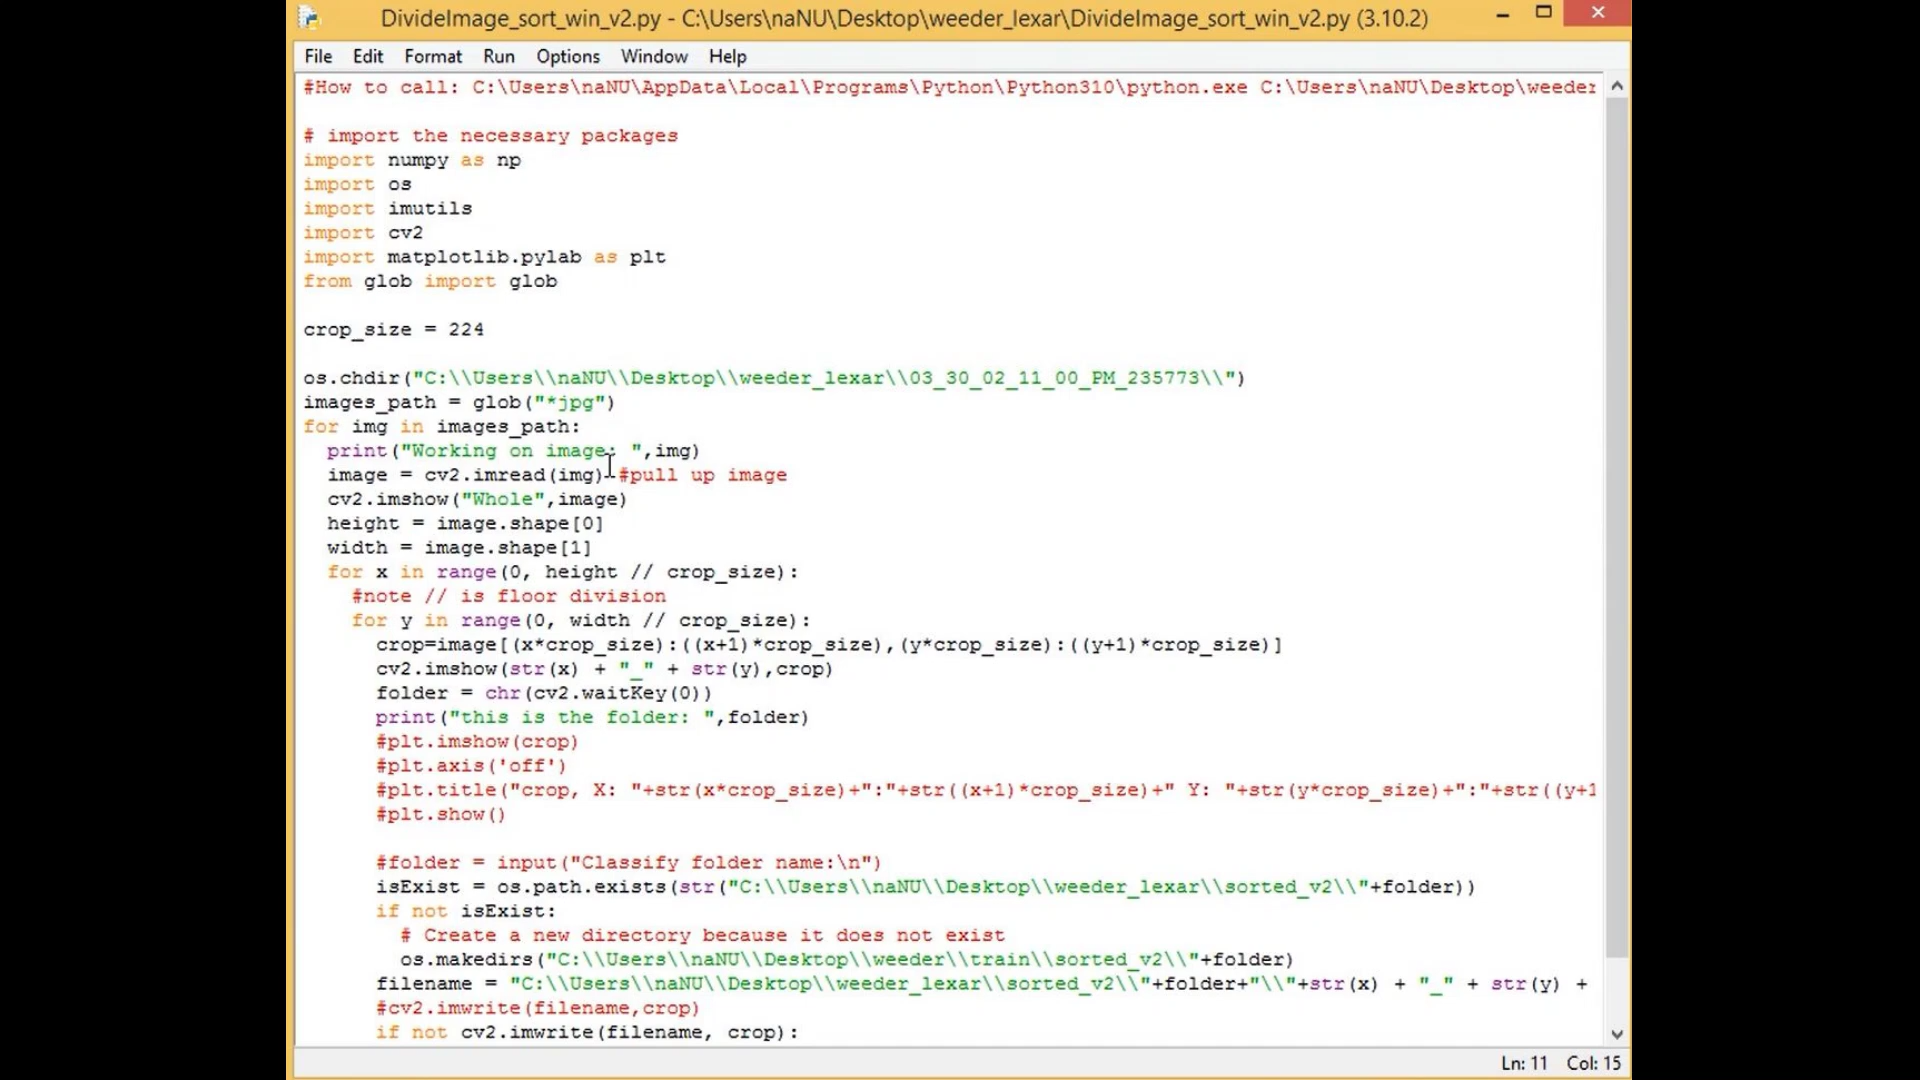 DivideImage_sort_win_v2.py - C:\Users\naNU\Desktop\weeder_lexar\DivideImage_sort_win_v2.py (3.10.2)
File Edit Format Run Options Window Help
#How to call: C:\Users\naNU\AppData\Local\Programs\Python\Python310\python.exe C:\Users\naNU\Desktop\weeder
# import the necessary packages
import numpy as np
import os
import imutils
import cv2
import matplotlib.pylab as plt
from glob import glob
crop_size = 224
os.chdir("C:\\Users\\naNU\\Desktop\\weeder_lexar\\03_30_02_11_00_PM_235773\\")
images_path = glob("*jpg")
for img in images_path:
  print("Working on image: ",img)
  image = cv2.imread(img) #pull up image
  cv2.imshow("Whole",image)
  height = image.shape[0]
  width = image.shape[1]
  for x in range(0, height // crop_size):
    #note // is floor division
    for y in range(0, width // crop_size):
      crop=image[(x*crop_size):((x+1)*crop_size),(y*crop_size):((y+1)*crop_size)]
      cv2.imshow(str(x) + "_" + str(y),crop)
      folder = chr(cv2.waitKey(0))
      print("this is the folder: ",folder)
      #plt.imshow(crop)
      #plt.axis('off')
      #plt.title("crop, X: "+str(x*crop_size)+":"+str((x+1)*crop_size)+" Y: "+str(y*crop_size)+":"+str((y+1
      #plt.show()
      #folder = input("Classify folder name:\n")
      isExist = os.path.exists(str("C:\\Users\\naNU\\Desktop\\weeder_lexar\\sorted_v2\\"+folder))
      if not isExist:
        # Create a new directory because it does not exist
        os.makedirs("C:\\Users\\naNU\\Desktop\\weeder\\train\\sorted_v2\\"+folder)
      filename = "C:\\Users\\naNU\\Desktop\\weeder_lexar\\sorted_v2\\"+folder+"\\"+str(x) + "_" + str(y) +
      #cv2.imwrite(filename,crop)
      if not cv2.imwrite(filename, crop):
Ln: 11 Col: 15